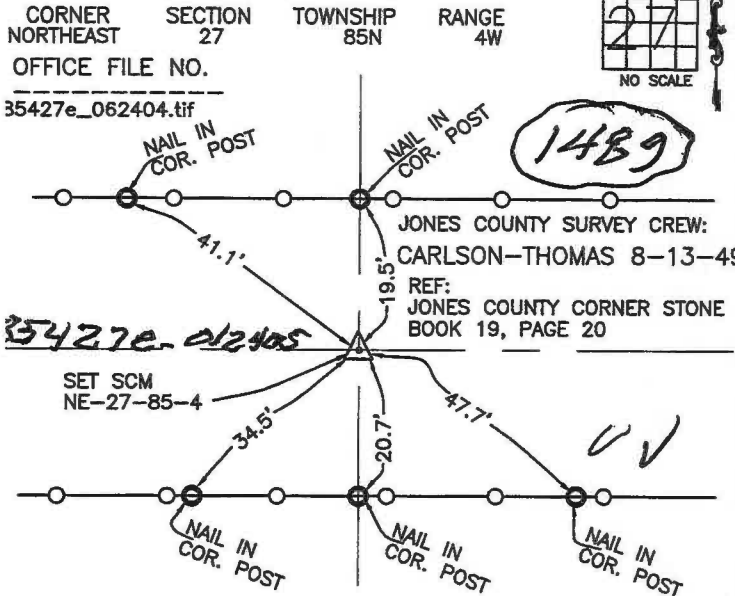 CORNER SECTION TOWNSHIP RANGE
NORTHEAST 27 85N 4W
27
NO SCALE
OFFICE FILE NO.
35427e_062404.tif
NAIL IN
COR. POST
NAIL IN
COR. POST
1489
JONES COUNTY SURVEY CREW:
CARLSON-THOMAS 8-13-49
41.1'
19.5'
REF:
JONES COUNTY CORNER STONE
BOOK 19, PAGE 20
85427e_012405
SET SCM
NE-27-85-4
34.5'
20.7'
47.7'
NAIL IN
COR. POST
NAIL IN
COR. POST
NAIL IN
COR. POST